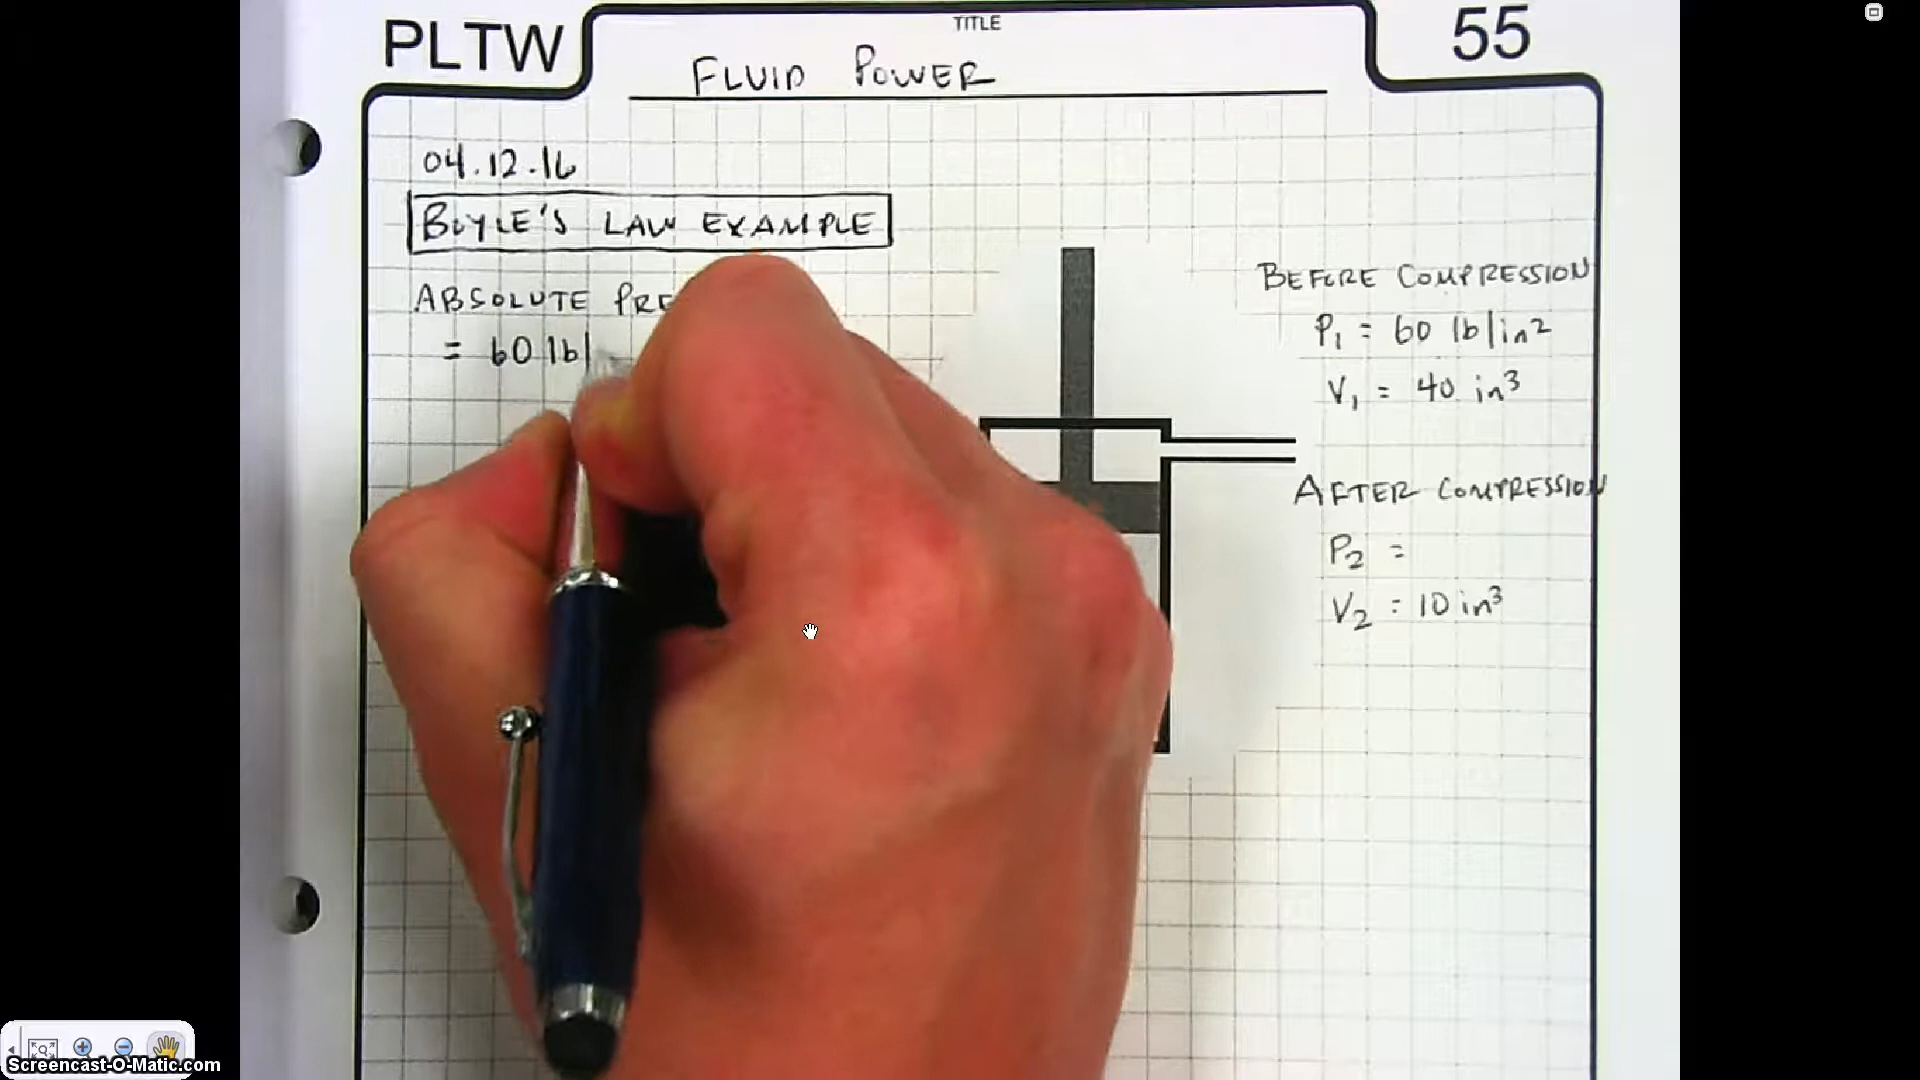 PLTW
TITLE
55
FLUID POWER
04.12.16
BOYLE'S LAW EXAMPLE
ABSOLUTE PRE
= 60 lb/
BEFORE COMPRESSION
P1 = 60 lb/in2
V1 = 40 in3
AFTER COMPRESSION
P2 =
V2 = 10 in3
Screencast-O-Matic.com